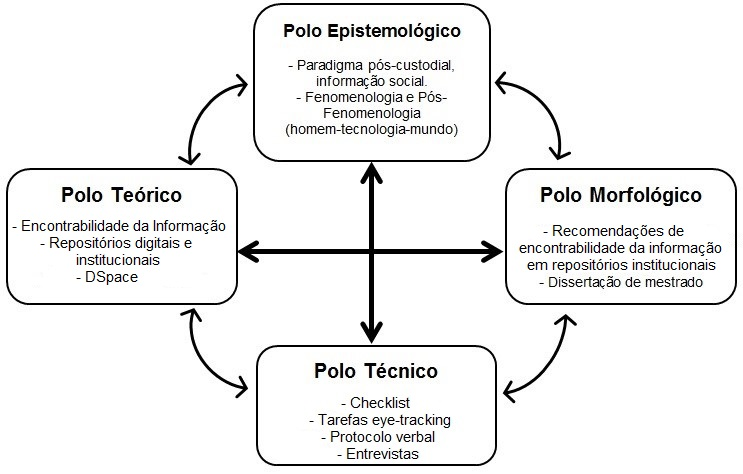 Polo Epistemológico
- Paradigma pós-custodial,
informação social.
- Fenomenologia e Pós-
Fenomenologia
(homem-tecnologia-mundo)
Polo Teórico
- Encontrabilidade da Informação
- Repositórios digitais e
institucionais
- DSpace
Polo Morfológico
- Recomendações de
encontrabilidade da informação
em repositórios institucionais
- Dissertação de mestrado
Polo Técnico
- Checklist
- Tarefas eye-tracking
- Protocolo verbal
- Entrevistas